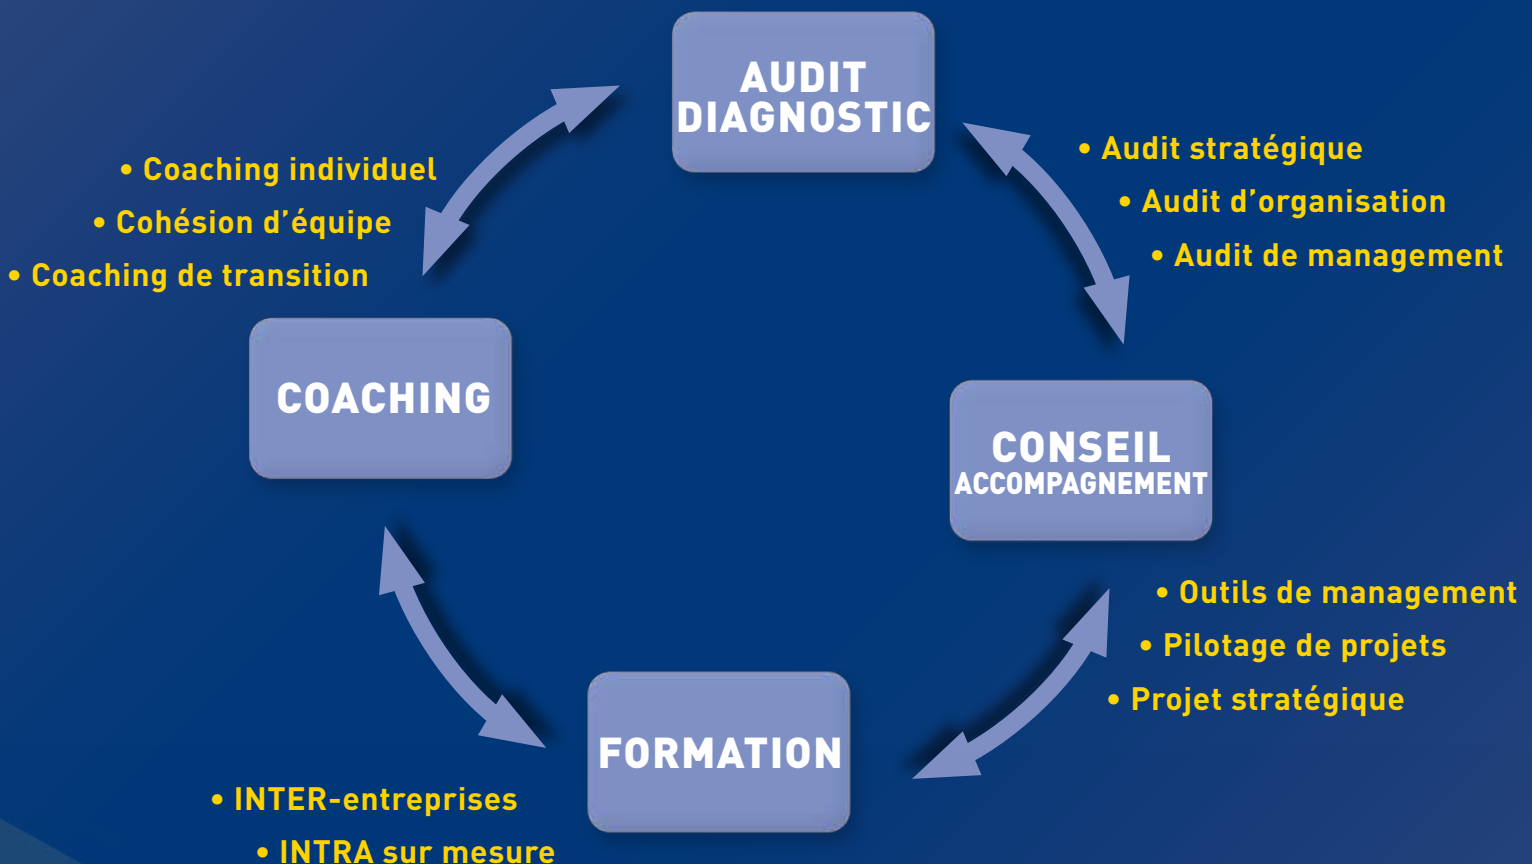 AUDIT
DIAGNOSTIC
• Audit stratégique
• Audit d'organisation
• Audit de management
CONSEIL
ACCOMPAGNEMENT
• Outils de management
• Pilotage de projets
• Projet stratégique
FORMATION
• INTER-entreprises
• INTRA sur mesure
COACHING
• Coaching individuel
• Cohésion d'équipe
• Coaching de transition